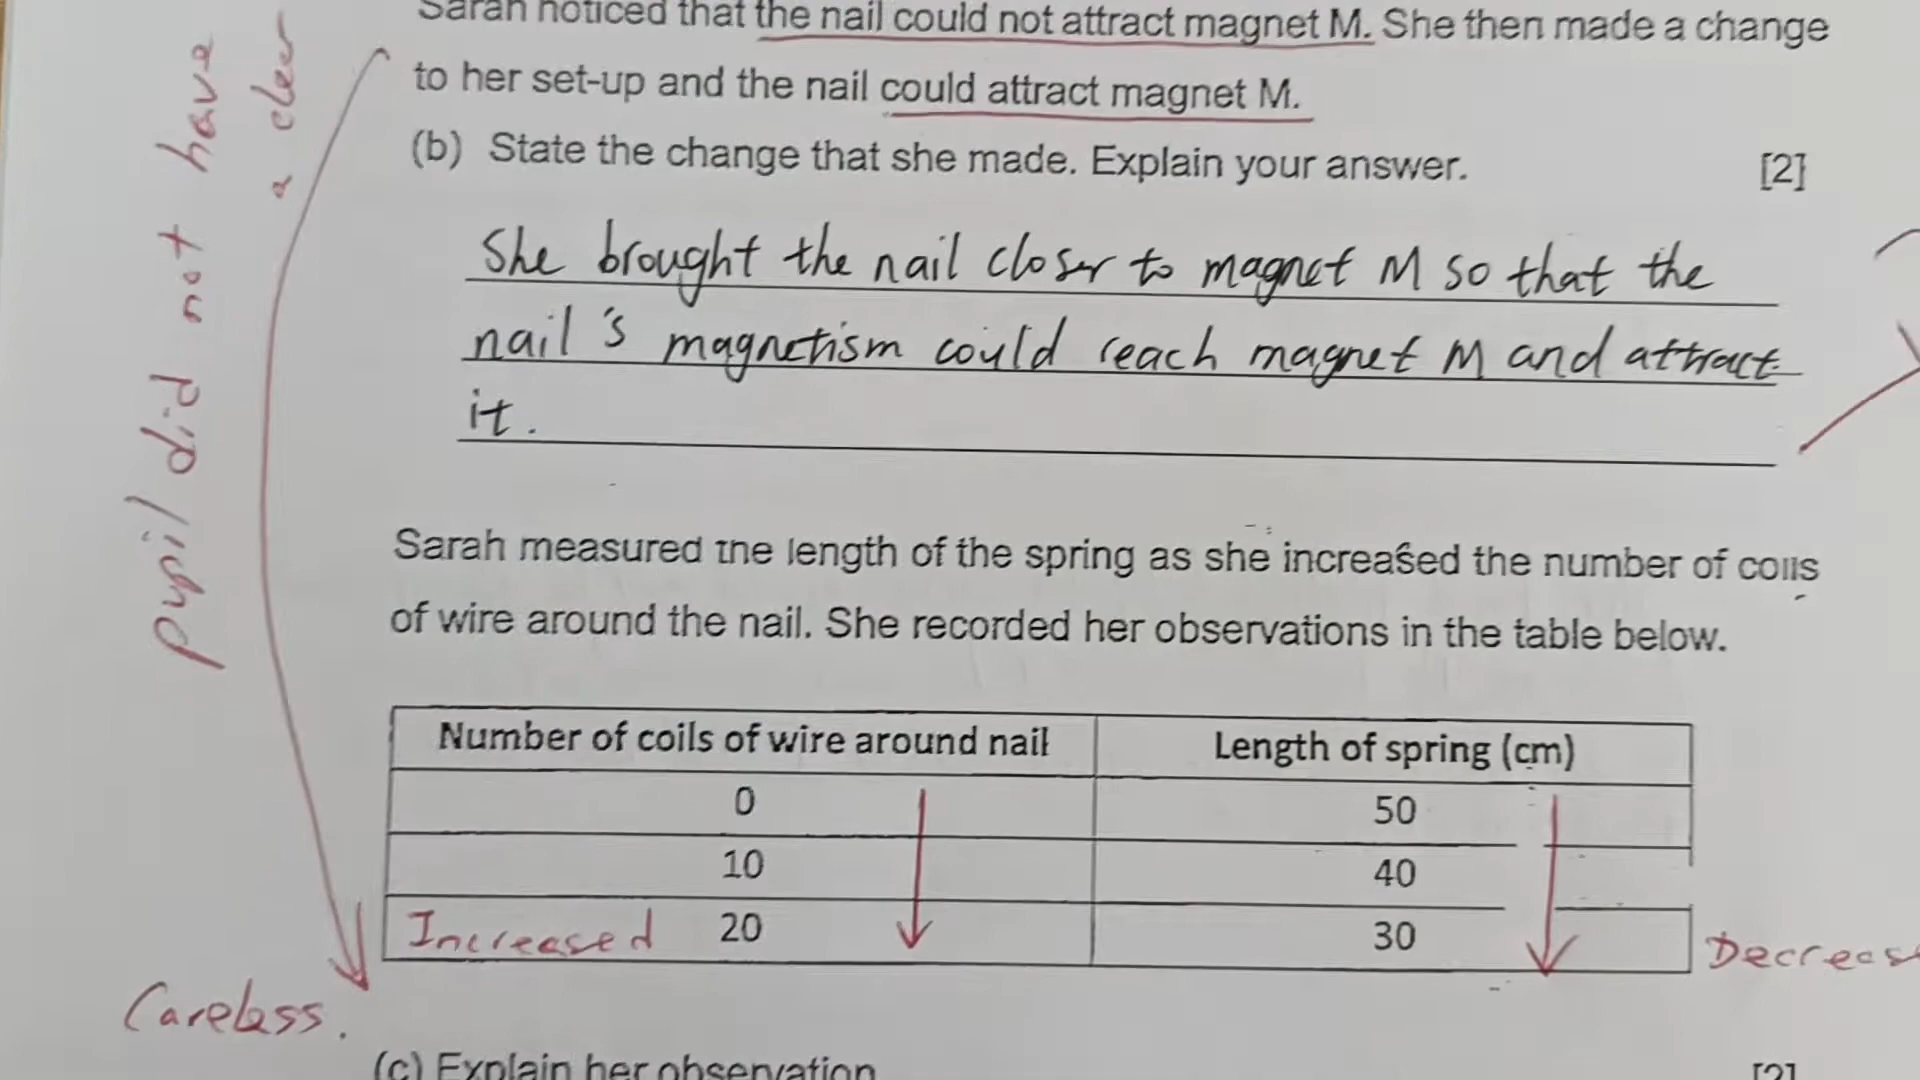 Sarah noticed that the nail could not attract magnet M. She then made a change
to her set-up and the nail could attract magnet M.
(b) State the change that she made. Explain your answer. [2]
She brought the nail closer to magnet M so that the
nail's magnetism could reach magnet M and attract
it.
Sarah measured the length of the spring as she increased the number of coils
of wire around the nail. She recorded her observations in the table below.
Number of coils of wire around nail Length of spring (cm)
0 50
10 40
Increased 20 30 Decreas
(c) Explain her observation [2]
pupil did not have
a clear
Careless.